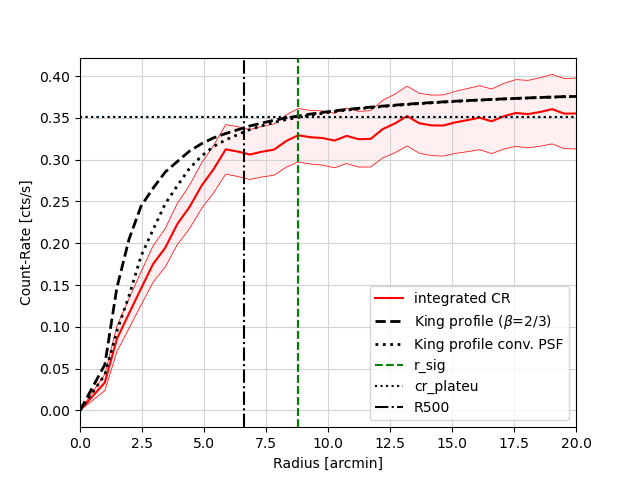 0.40
0.35
0.30
0.25
0.20
0.15
0.10
0.05
0.00
Count-Rate [cts/s]
integrated CR
King profile (β=2/3)
King profile conv. PSF
r_sig
cr_plateu
R500
0.0 2.5 5.0 7.5 10.0 12.5 15.0 17.5 20.0
Radius [arcmin]